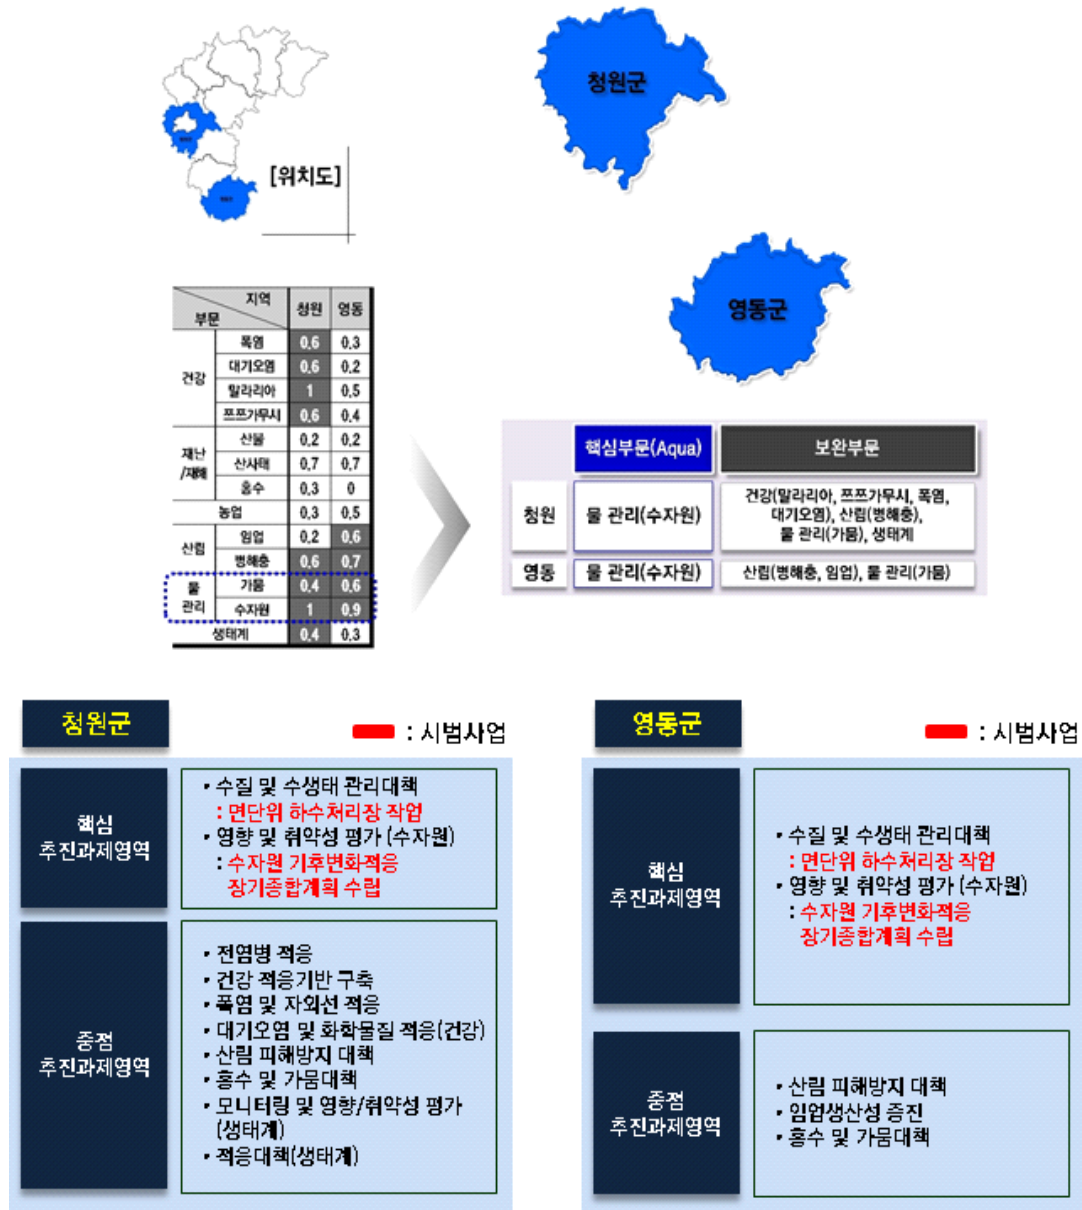 청원군
[위치도]
영동군
지역 청원 영동
부문
건강 폭염 0.6 0.3
대기오염 0.6 0.2
말라리아 1 0.5
쯔쯔가무시 0.6 0.4
재난/재해 산불 0.2 0.2
산사태 0.7 0.7
홍수 0.3 0
농업 0.3 0.5
산림 임업 0.2 0.6
병해충 0.6 0.7
물 관리 가뭄 0.4 0.6
수자원 1 0.9
생태계 0.4 0.3
핵심부문(Aqua) 보완부문
청원 물 관리(수자원) 건강(말라리아, 쯔쯔가무시, 폭염,
대기오염), 산림(병해충),
물 관리(가뭄), 생태계
영동 물 관리(수자원) 산림(병해충, 임업), 물 관리(가뭄)
청원군
: 시범사업
핵심
추진과제영역
• 수질 및 수생태 관리대책
: 면단위 하수처리장 작업
• 영향 및 취약성 평가 (수자원)
: 수자원 기후변화적응
장기종합계획 수립
중점
추진과제영역
• 전염병 적응
• 건강 적응기반 구축
• 폭염 및 자외선 적응
• 대기오염 및 화학물질 적응(건강)
• 산림 피해방지 대책
• 홍수 및 가뭄대책
• 모니터링 및 영향/취약성 평가
(생태계)
• 적응대책(생태계)
영동군
: 시범사업
핵심
추진과제영역
• 수질 및 수생태 관리대책
: 면단위 하수처리장 작업
• 영향 및 취약성 평가 (수자원)
: 수자원 기후변화적응
장기종합계획 수립
중점
추진과제영역
• 산림 피해방지 대책
• 임업생산성 증진
• 홍수 및 가뭄대책